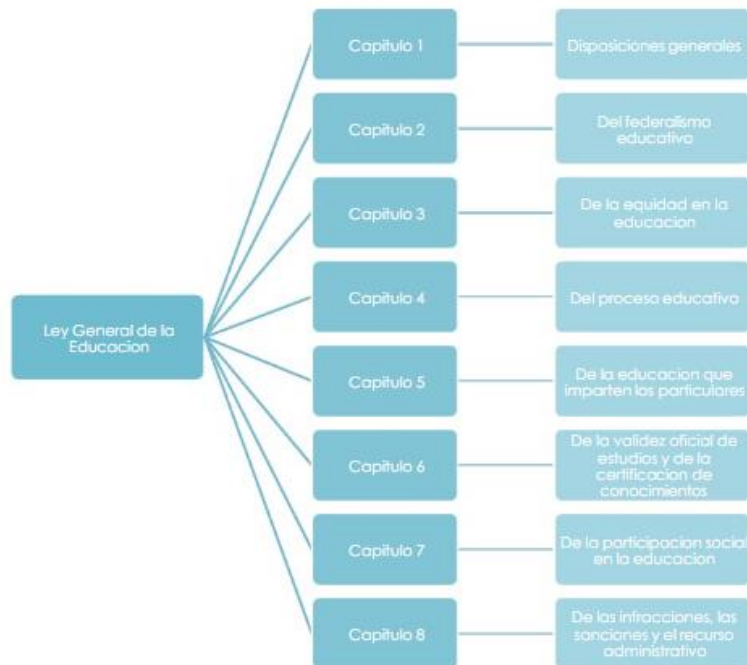 Ley General de la
Educacion
Capitulo 1
Disposiciones generales
Capitulo 2
Del federalismo
educativo
Capitulo 3
De la equidad en la
educacion
Capitulo 4
Del proceso educativo
Capitulo 5
De la educacion que
imparten los particulares
Capitulo 6
De la validez oficial de
estudios y de la
certificacion de
conocimientos
Capitulo 7
De la participacion social
en la educacion
Capitulo 8
De las infracciones, las
sanciones y el recurso
administrativo